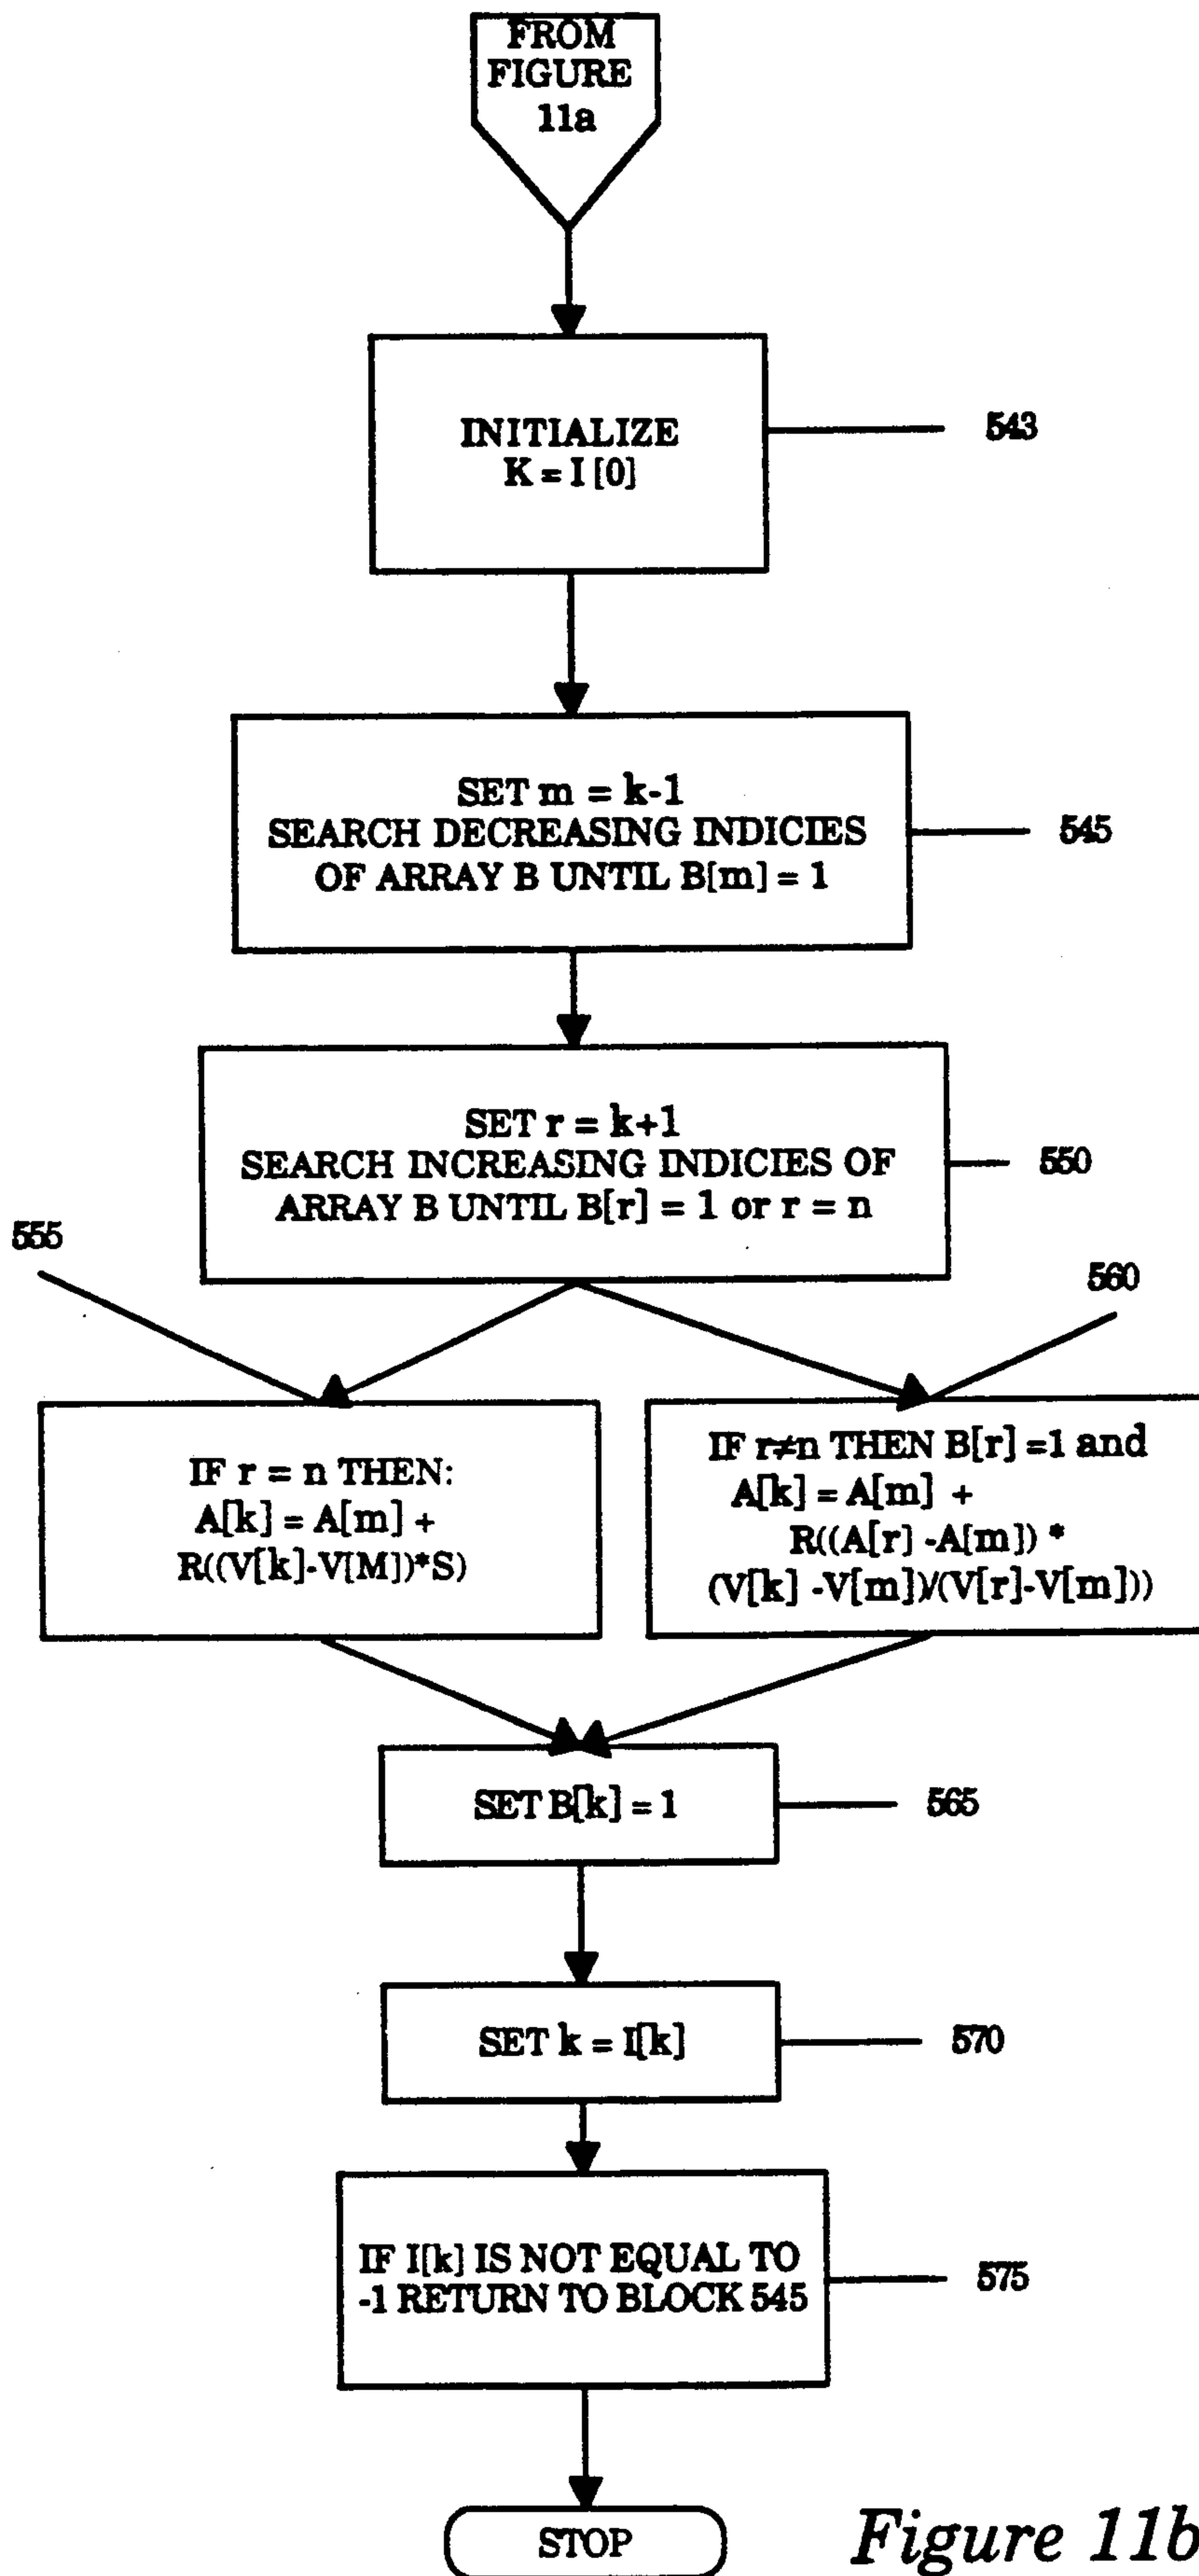 FROM
FIGURE
11a
INITIALIZE
K = I [0]
543
SET m = k-1
SEARCH DECREASING INDICIES
OF ARRAY B UNTIL B[m] = 1
545
SET r = k+1
SEARCH INCREASING INDICIES OF
ARRAY B UNTIL B[r] = 1 or r = n
550
555
560
IF r = n THEN:
A[k] = A[m] +
R((V[k]-V[M])*S)
IF r≠n THEN B[r] =1 and
A[k] = A[m] +
R((A[r] -A[m]) *
(V[k] -V[m])/(V[r]-V[m]))
SET B[k] = 1
565
SET k = I[k]
570
IF I[k] IS NOT EQUAL TO
-1 RETURN TO BLOCK 545
575
STOP
Figure 11b